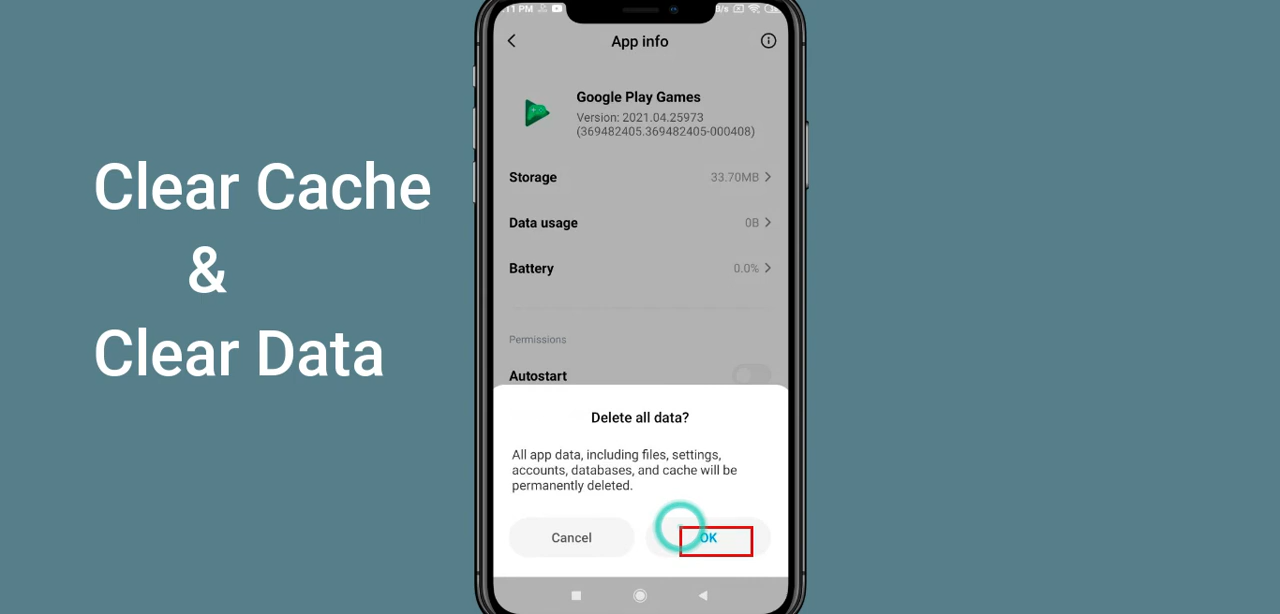 11 PM
B/s
App info
Google Play Games
Version: 2021.04.25973
(369482405.369482405-000408)
Storage 33.70MB
Data usage 0B
Battery 0.0%
Permissions
Autostart
Clear Cache
&
Clear Data
Delete all data?
All app data, including files, settings,
accounts, databases, and cache will be
permanently deleted.
Cancel OK